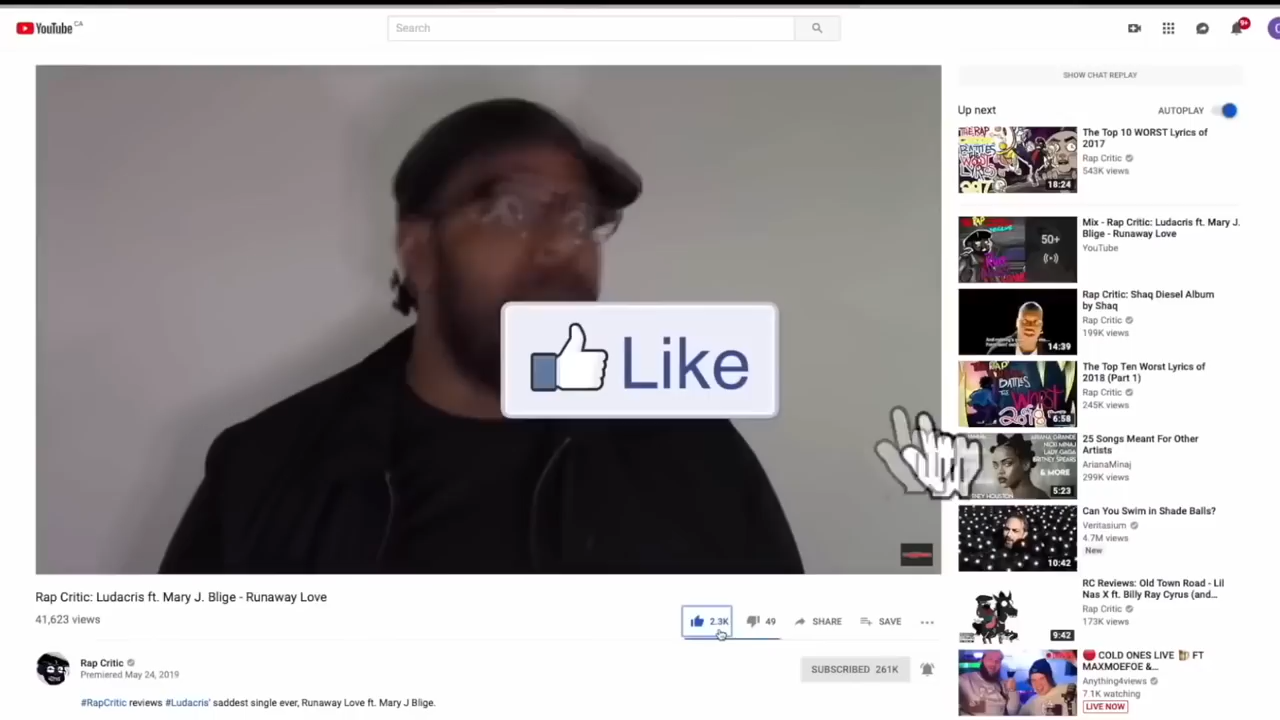 YouTube CA
Search
9+
SHOW CHAT REPLAY
Up next
AUTOPLAY
The Top 10 WORST Lyrics of
2017
Rap Critic
543K views
18:24
Mix - Rap Critic: Ludacris ft. Mary J.
Blige - Runaway Love
YouTube
50+
Rap Critic: Shaq Diesel Album
by Shaq
Rap Critic
199K views
14:39
The Top Ten Worst Lyrics of
2018 (Part 1)
Rap Critic
245K views
6:58
25 Songs Meant For Other
Artists
ArianaMinaj
299K views
& MORE
5:23
Can You Swim in Shade Balls?
Veritasium
4.7M views
New
10:42
RC Reviews: Old Town Road - Lil
Nas X ft. Billy Ray Cyrus (and...
Rap Critic
173K views
9:42
COLD ONES LIVE FT
MAXMOEFOE &...
Anything4views
7.1K watching
LIVE NOW
Like
Rap Critic: Ludacris ft. Mary J. Blige - Runaway Love
41,623 views
2.3K
49
SHARE
SAVE
Rap Critic
Premiered May 24, 2019
SUBSCRIBED 261K
#RapCritic reviews #Ludacris' saddest single ever, Runaway Love ft. Mary J Blige.